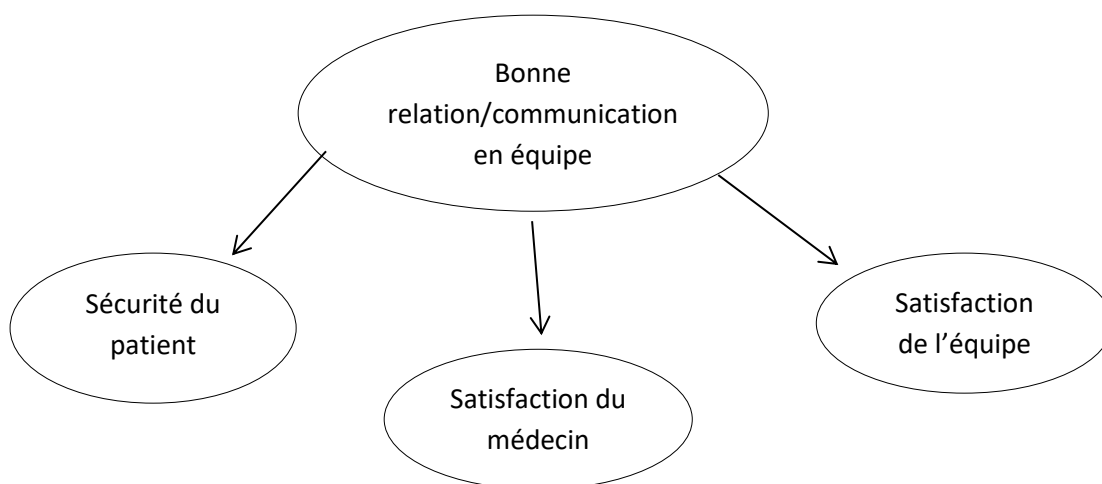 Bonne
relation/communication
en équipe
Sécurité du
patient
Satisfaction du
médecin
Satisfaction
de l’équipe